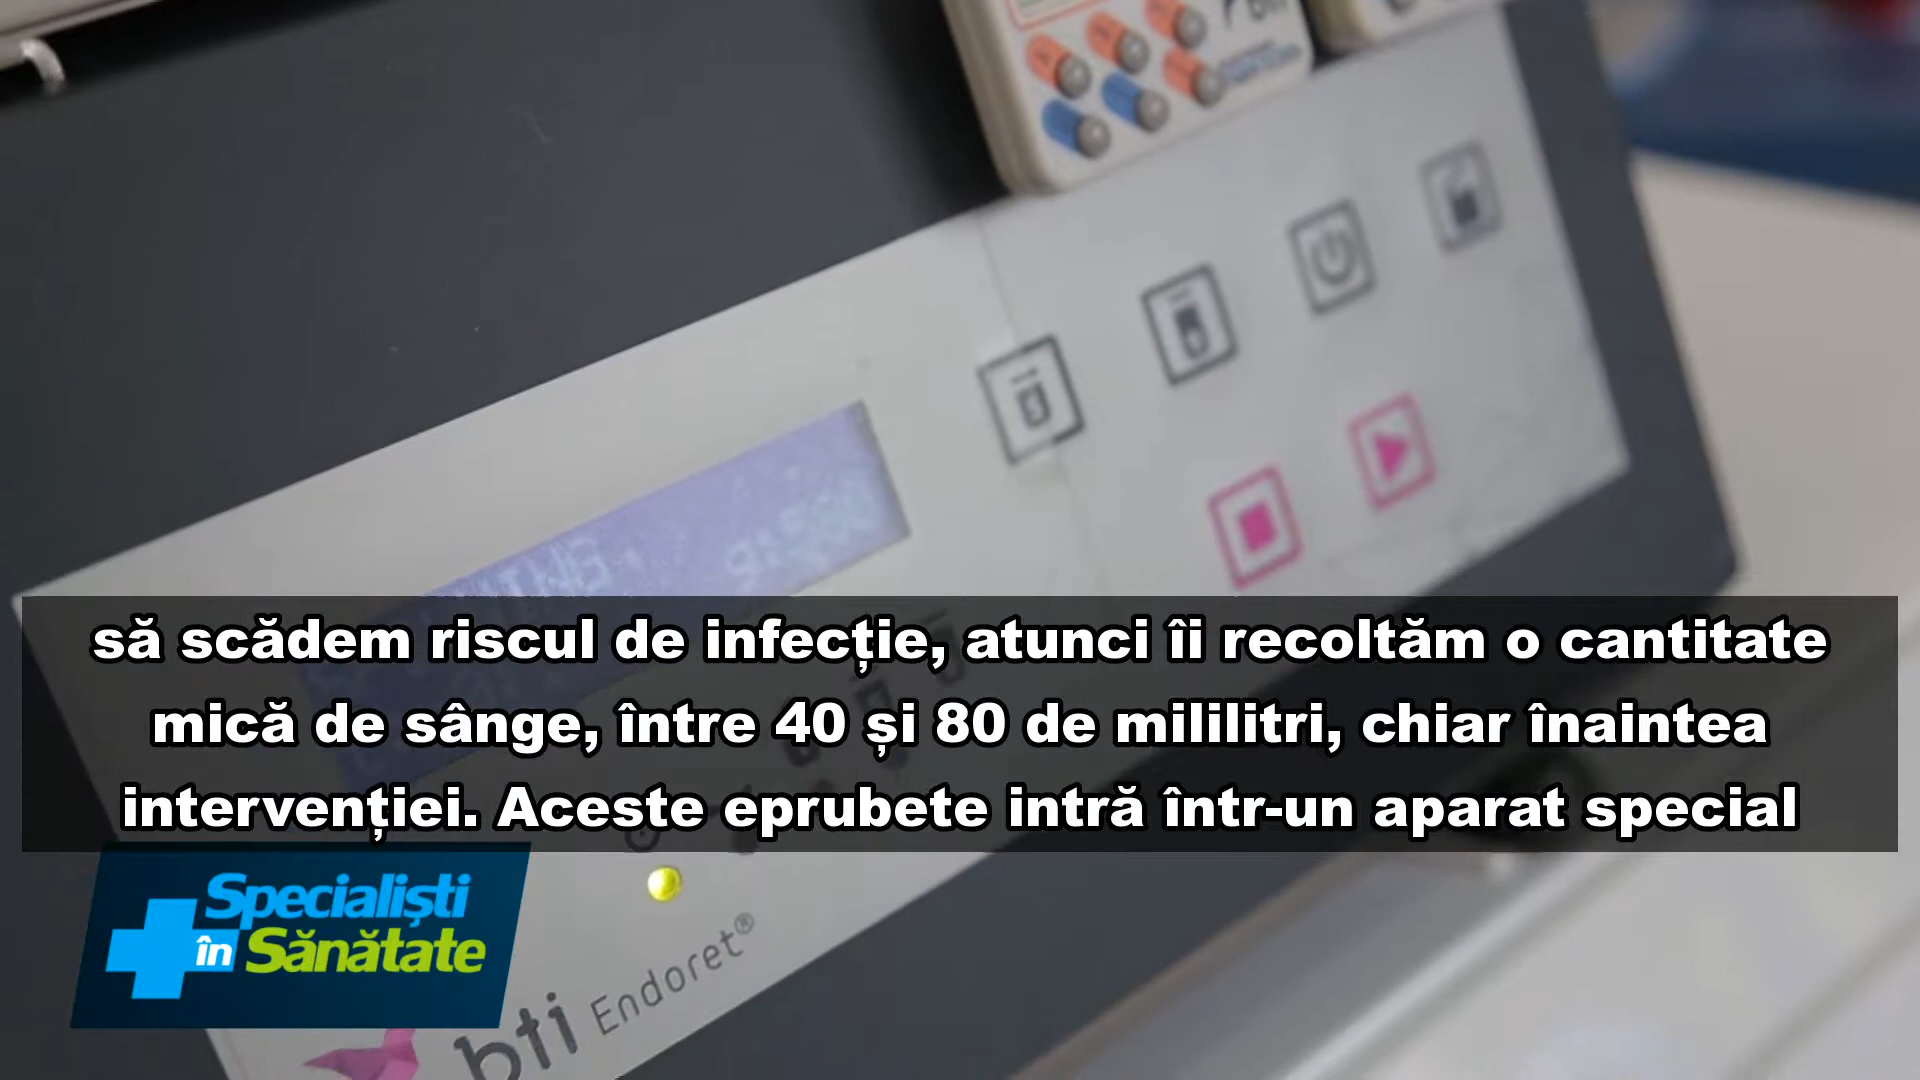 să scădem riscul de infecție, atunci îi recoltăm o cantitate
mică de sânge, între 40 și 80 de mililitri, chiar înaintea
intervenției. Aceste eprubete intră într-un aparat special
Specialiști
în Sănătate
bti Endoret®